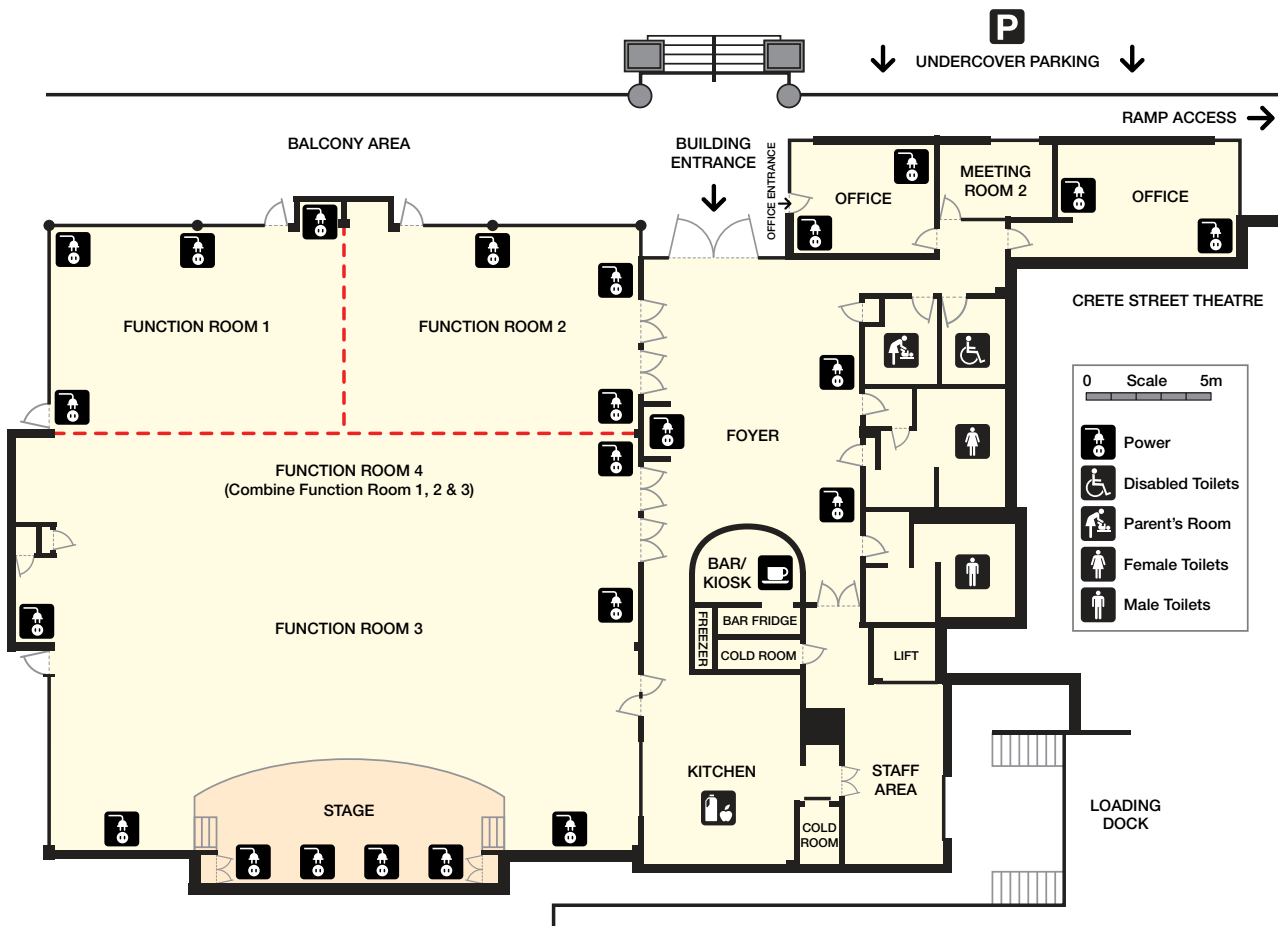 P
UNDERCOVER PARKING
RAMP ACCESS
BALCONY AREA
BUILDING
ENTRANCE
OFFICE ENTRANCE
OFFICE
MEETING
ROOM 2
OFFICE
CRETE STREET THEATRE
FUNCTION ROOM 1
FUNCTION ROOM 2
0 Scale 5m
Power
Disabled Toilets
Parent's Room
Female Toilets
Male Toilets
FOYER
FUNCTION ROOM 4
(Combine Function Room 1, 2 & 3)
BAR/
KIOSK
FREEZER
BAR FRIDGE
COLD ROOM
LIFT
FUNCTION ROOM 3
KITCHEN
STAFF
AREA
COLD
ROOM
STAGE
LOADING
DOCK